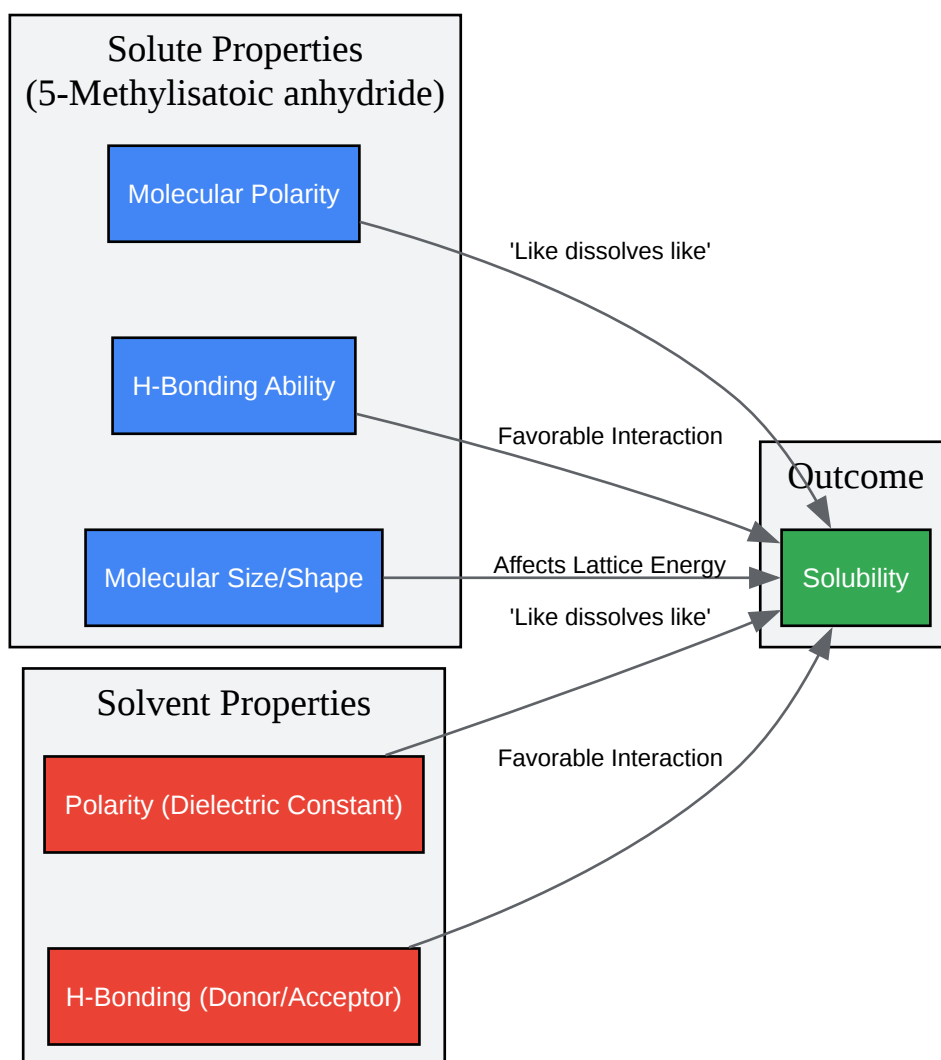 Solute Properties
(5-Methylisatoic anhydride)
Molecular Polarity
'Like dissolves like'
H-Bonding Ability
Favorable Interaction
Outcome
Molecular Size/Shape
Affects Lattice Energy
Solubility
'Like dissolves like'
Solvent Properties
Favorable Interaction
Polarity (Dielectric Constant)
H-Bonding (Donor/Acceptor)